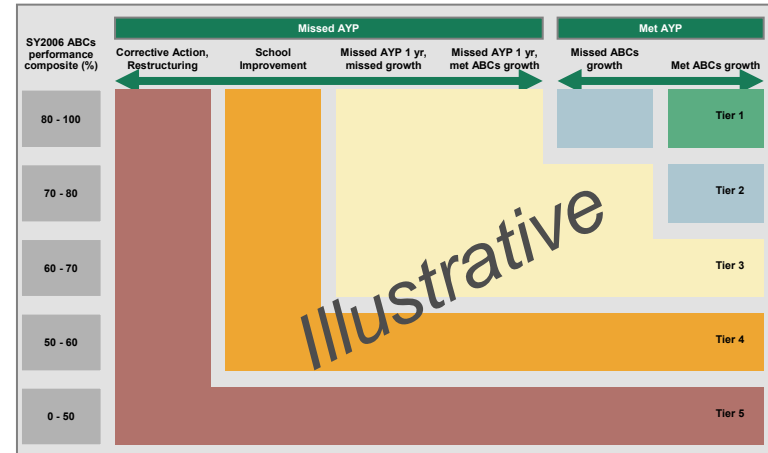 Missed AYP
Met AYP
SY2006 ABCs
performance
composite (%)
Corrective Action,
Restructuring
School
Improvement
Missed AYP 1 yr,
missed growth
Missed AYP 1 yr,
met ABCs growth
Missed ABCs
growth
Met ABCs growth
80 - 100
Tier 1
70 - 80
Tier 2
60 - 70
Tier 3
50 - 60
Tier 4
0 - 50
Tier 5
Illustrative